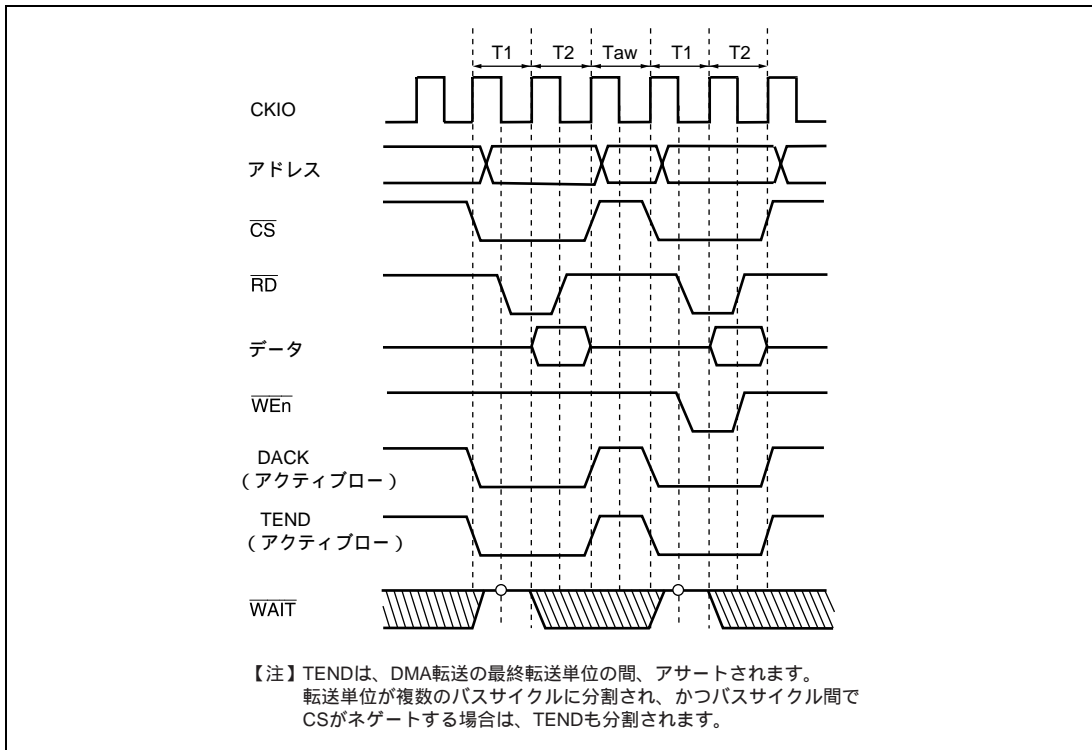 T1 T2 Taw T1 T2
CKIO
アドレス
CS
RD
データ
WEn
DACK
(アクティブロー)
TEND
(アクティブロー)
WAIT
【注】TENDは、DMA転送の最終転送単位の間、アサートされます。
転送単位が複数のバスサイクルに分割され、かつバスサイクル間で
CSがネゲートする場合は、TENDも分割されます。